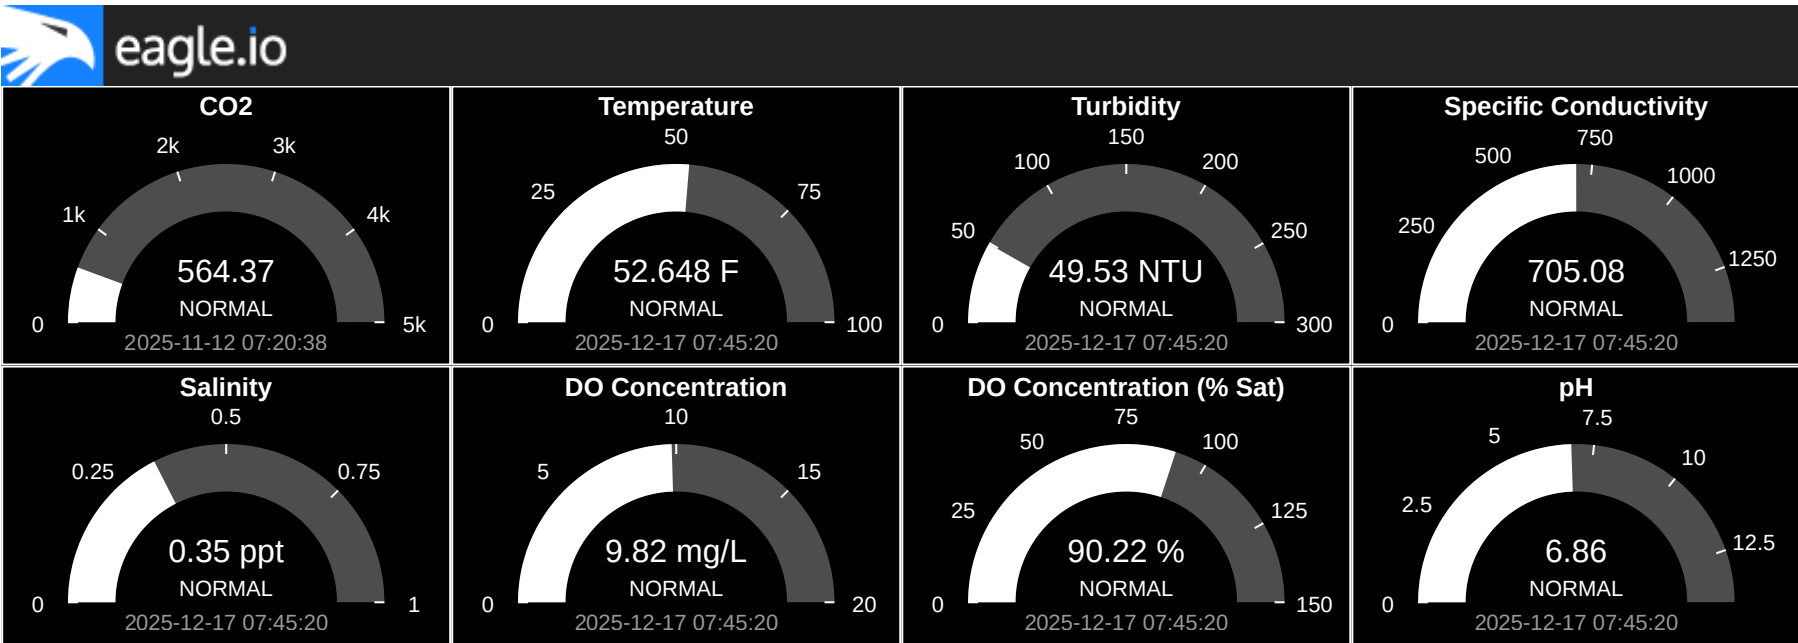 eagle.io
CO2
0
1k
2k
3k
4k
5k
564.37
NORMAL
2025-11-12 07:20:38
Temperature
0
25
50
75
100
52.648 F
NORMAL
2025-12-17 07:45:20
Turbidity
0
50
100
150
200
250
300
49.53 NTU
NORMAL
2025-12-17 07:45:20
Specific Conductivity
0
250
500
750
1000
1250
705.08
NORMAL
2025-12-17 07:45:20
Salinity
0
0.25
0.5
0.75
1
0.35 ppt
NORMAL
2025-12-17 07:45:20
DO Concentration
0
5
10
15
20
9.82 mg/L
NORMAL
2025-12-17 07:45:20
DO Concentration (% Sat)
0
25
50
75
100
125
150
90.22 %
NORMAL
2025-12-17 07:45:20
pH
0
2.5
5
7.5
10
12.5
6.86
NORMAL
2025-12-17 07:45:20